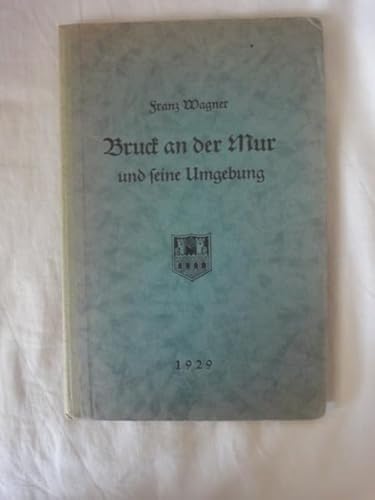 Franz Wagner
Bruck an der Mur
und seine Umgebung
1929